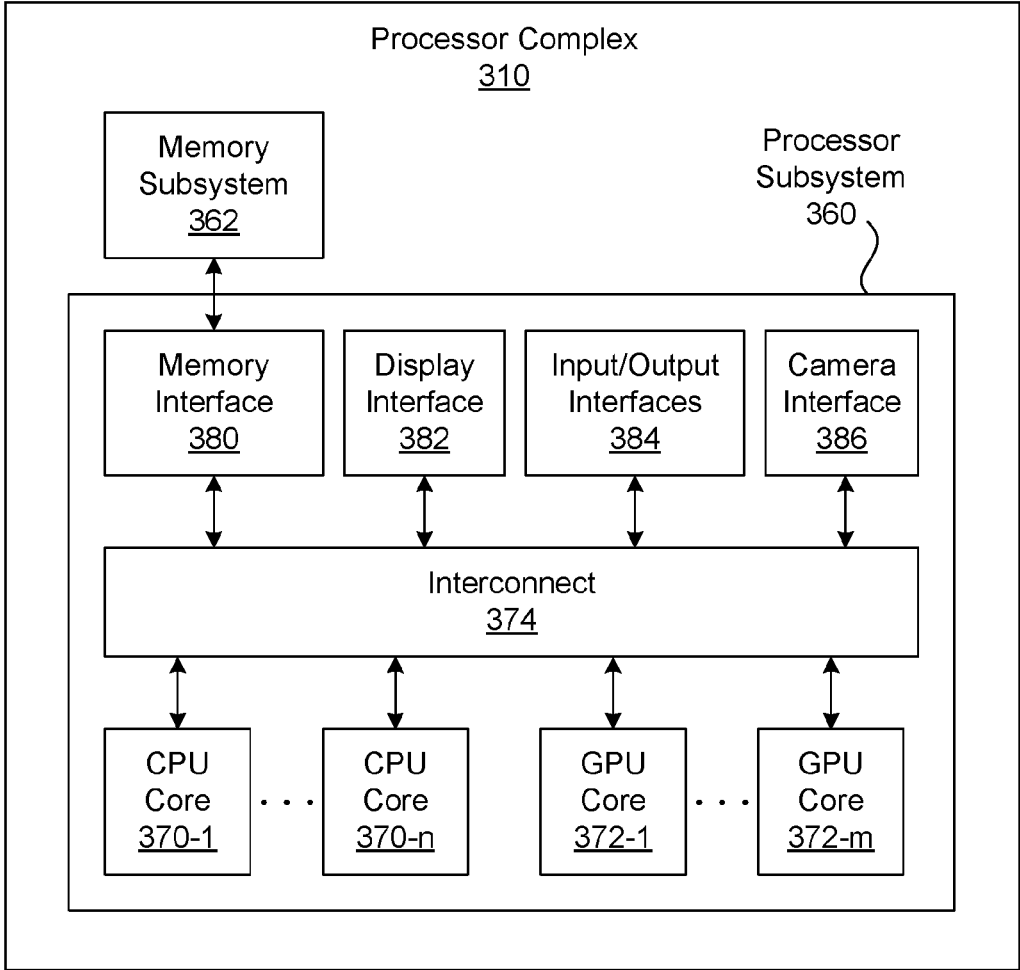 Processor Complex
310
Memory
Subsystem
362
Processor
Subsystem
360
Memory
Interface
380
Display
Interface
382
Input/Output
Interfaces
384
Camera
Interface
386
Interconnect
374
CPU
Core
370-1
. . .
CPU
Core
370-n
GPU
Core
372-1
. . .
GPU
Core
372-m